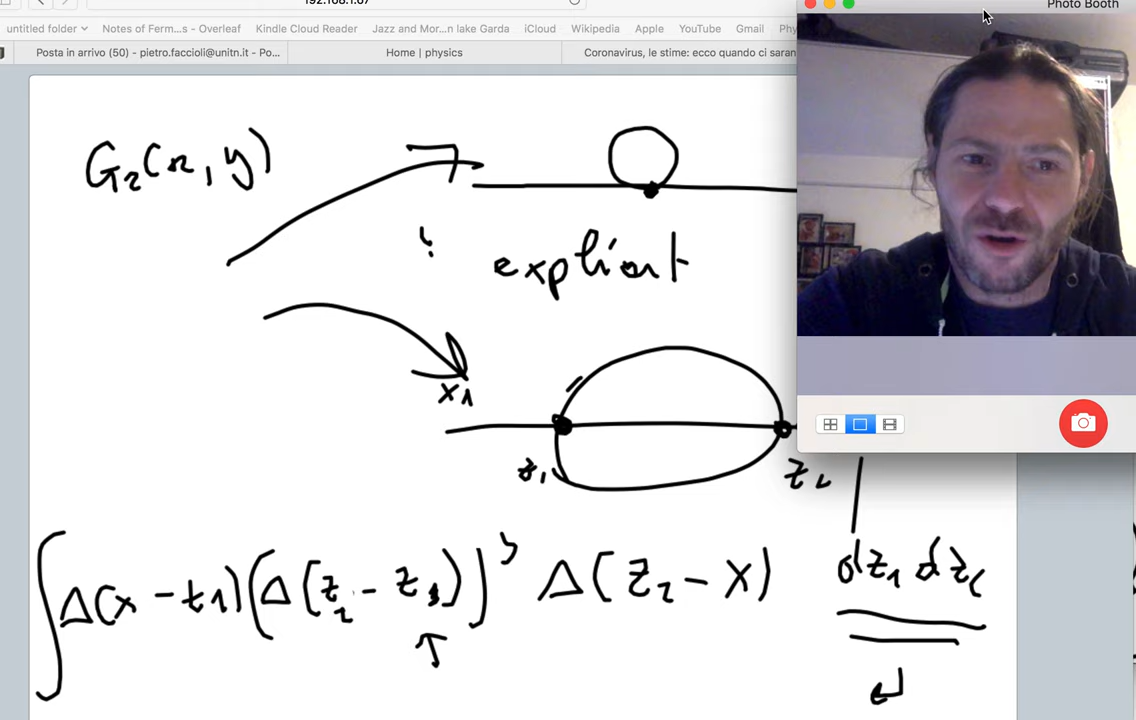 192.168.1.67
Photo Booth
untitled folder Notes of Ferm...s – Overleaf Kindle Cloud Reader Jazz and Mor...n lake Garda iCloud Wikipedia Apple YouTube Gmail
Posta in arrivo (50) – pietro.faccioli@unitn.it – Po... Home | physics Coronavirus, le stime: ecco quando ci saran
G₂(x, y)
x₁
z₁ z₂
∫ Δ(x − z1)(Δ(z₂ − z₁))³ Δ(z₂ − x) dz₁ dz₂